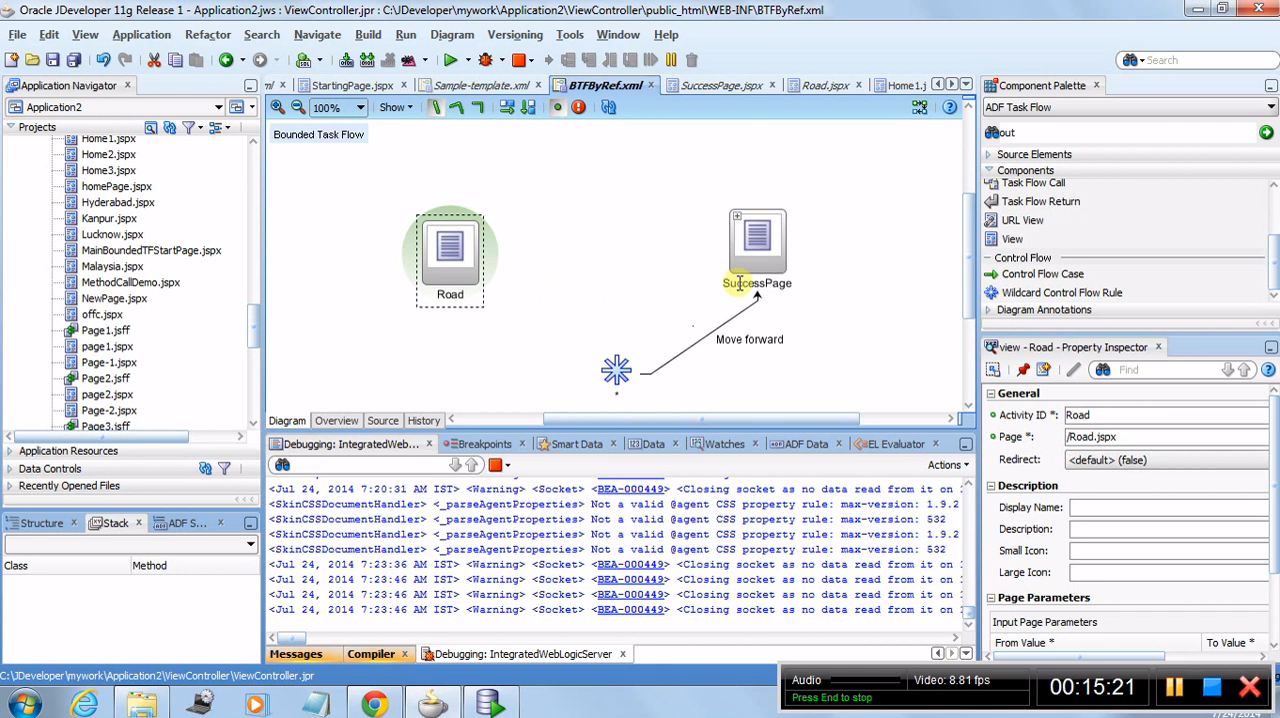 Oracle JDeveloper 11g Release 1 - Application2.jws : ViewController.jpr : C:\JDeveloper\mywork\Application2\ViewController\public_html\WEB-INF\BTFByRef.xml
File Edit View Application Refactor Search Navigate Build Run Diagram Versioning Tools Window Help
Search
Application Navigator
StartingPage.jspx
Sample-template.xml
BTFByRef.xml
SuccessPage.jspx
Road.jspx
Home1.j
Component Palette
Application2
100%
Show
ADF Task Flow
Projects
Bounded Task Flow
out
Home1.jspx
Home2.jspx
Home3.jspx
homePage.jspx
Hyderabad.jspx
Kanpur.jspx
Lucknow.jspx
MainBoundedTFStartPage.jspx
Malaysia.jspx
MethodCallDemo.jspx
NewPage.jspx
offc.jspx
Page1.jsff
page1.jspx
Page-1.jspx
Page2.jsff
page2.jspx
Page-2.jspx
Page3.jsff
Application Resources
Data Controls
Recently Opened Files
Road
SuccessPage
Move forward
*
Source Elements
Components
Task Flow Call
Task Flow Return
URL View
View
Control Flow
Control Flow Case
Wildcard Control Flow Rule
Diagram Annotations
view - Road - Property Inspector
Find
General
Activity ID *: Road
Page *: /Road.jspx
Redirect: <default> (false)
Description
Display Name:
Description:
Small Icon:
Large Icon:
Page Parameters
Input Page Parameters
From Value * To Value *
Diagram Overview Source History
Debugging: IntegratedWeb...
Breakpoints
Smart Data
Data
Watches
ADF Data
EL Evaluator
Actions
<Jul 24, 2014 7:20:31 AM IST> <Warning> <Socket> <BEA-000449> <Closing socket as no data read from it on
<SkinCSSDocumentHandler> <_parseAgentProperties> Not a valid @agent CSS property rule: max-version: 1.9.2
<SkinCSSDocumentHandler> <_parseAgentProperties> Not a valid @agent CSS property rule: max-version: 532
<SkinCSSDocumentHandler> <_parseAgentProperties> Not a valid @agent CSS property rule: max-version: 1.9.2
<SkinCSSDocumentHandler> <_parseAgentProperties> Not a valid @agent CSS property rule: max-version: 532
<Jul 24, 2014 7:23:36 AM IST> <Warning> <Socket> <BEA-000449> <Closing socket as no data read from it on
<Jul 24, 2014 7:23:46 AM IST> <Warning> <Socket> <BEA-000449> <Closing socket as no data read from it on
<Jul 24, 2014 7:23:46 AM IST> <Warning> <Socket> <BEA-000449> <Closing socket as no data read from it on
<Jul 24, 2014 7:23:46 AM IST> <Warning> <Socket> <BEA-000449> <Closing socket as no data read from it on
Structure
Stack
ADF S...
Class Method
Messages Compiler Debugging: IntegratedWebLogicServer
C:\JDeveloper\mywork\Application2\ViewController\ViewController.jpr
Audio
Video: 8.81 fps
Press End to stop
00:15:21